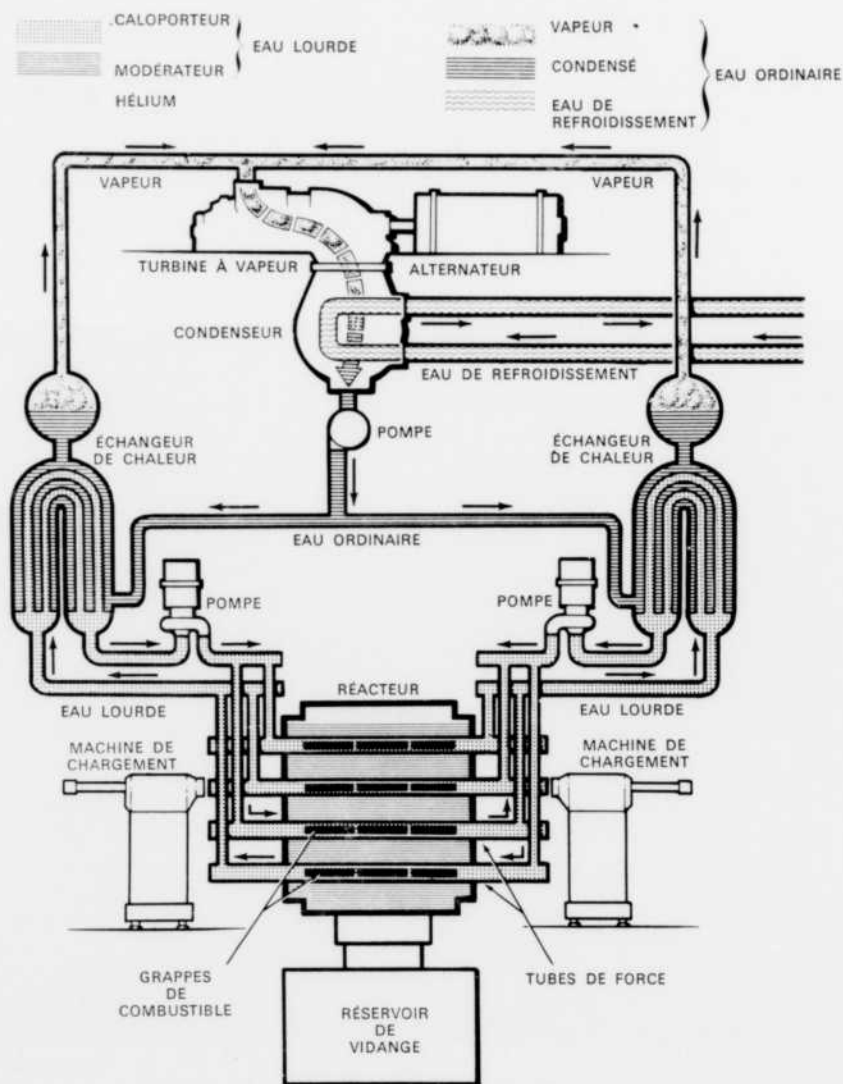 CALOPORTEUR
EAU LOURDE
MODÉRATEUR
HÉLIUM
VAPEUR
CONDENSÉ
EAU ORDINAIRE
EAU DE
REFROIDISSEMENT
VAPEUR
VAPEUR
TURBINE À VAPEUR
ALTERNATEUR
CONDENSEUR
EAU DE REFROIDISSEMENT
POMPE
ÉCHANGEUR
DE CHALEUR
ÉCHANGEUR
DE CHALEUR
EAU ORDINAIRE
POMPE
POMPE
RÉACTEUR
EAU LOURDE
EAU LOURDE
MACHINE DE
CHARGEMENT
MACHINE DE
CHARGEMENT
GRAPPES
DE
COMBUSTIBLE
TUBES DE FORCE
RÉSERVOIR
DE
VIDANGE